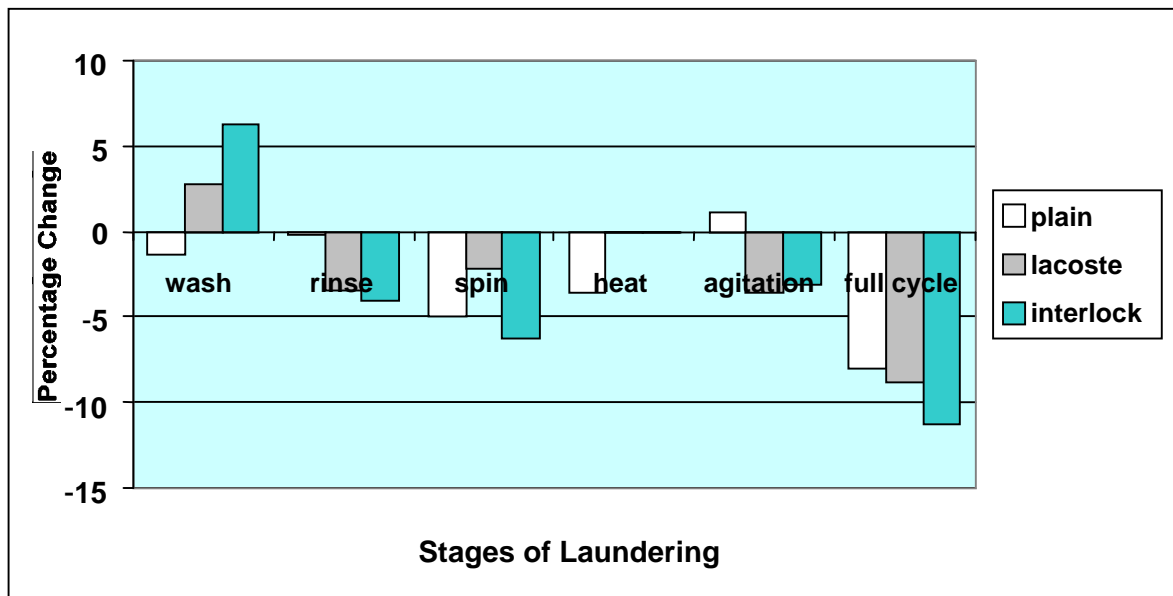 10
5
0
-5
-10
-15
Percentage Change
wash rinse spin heat agitation full cycle
Stages of Laundering
plain
lacoste
interlock